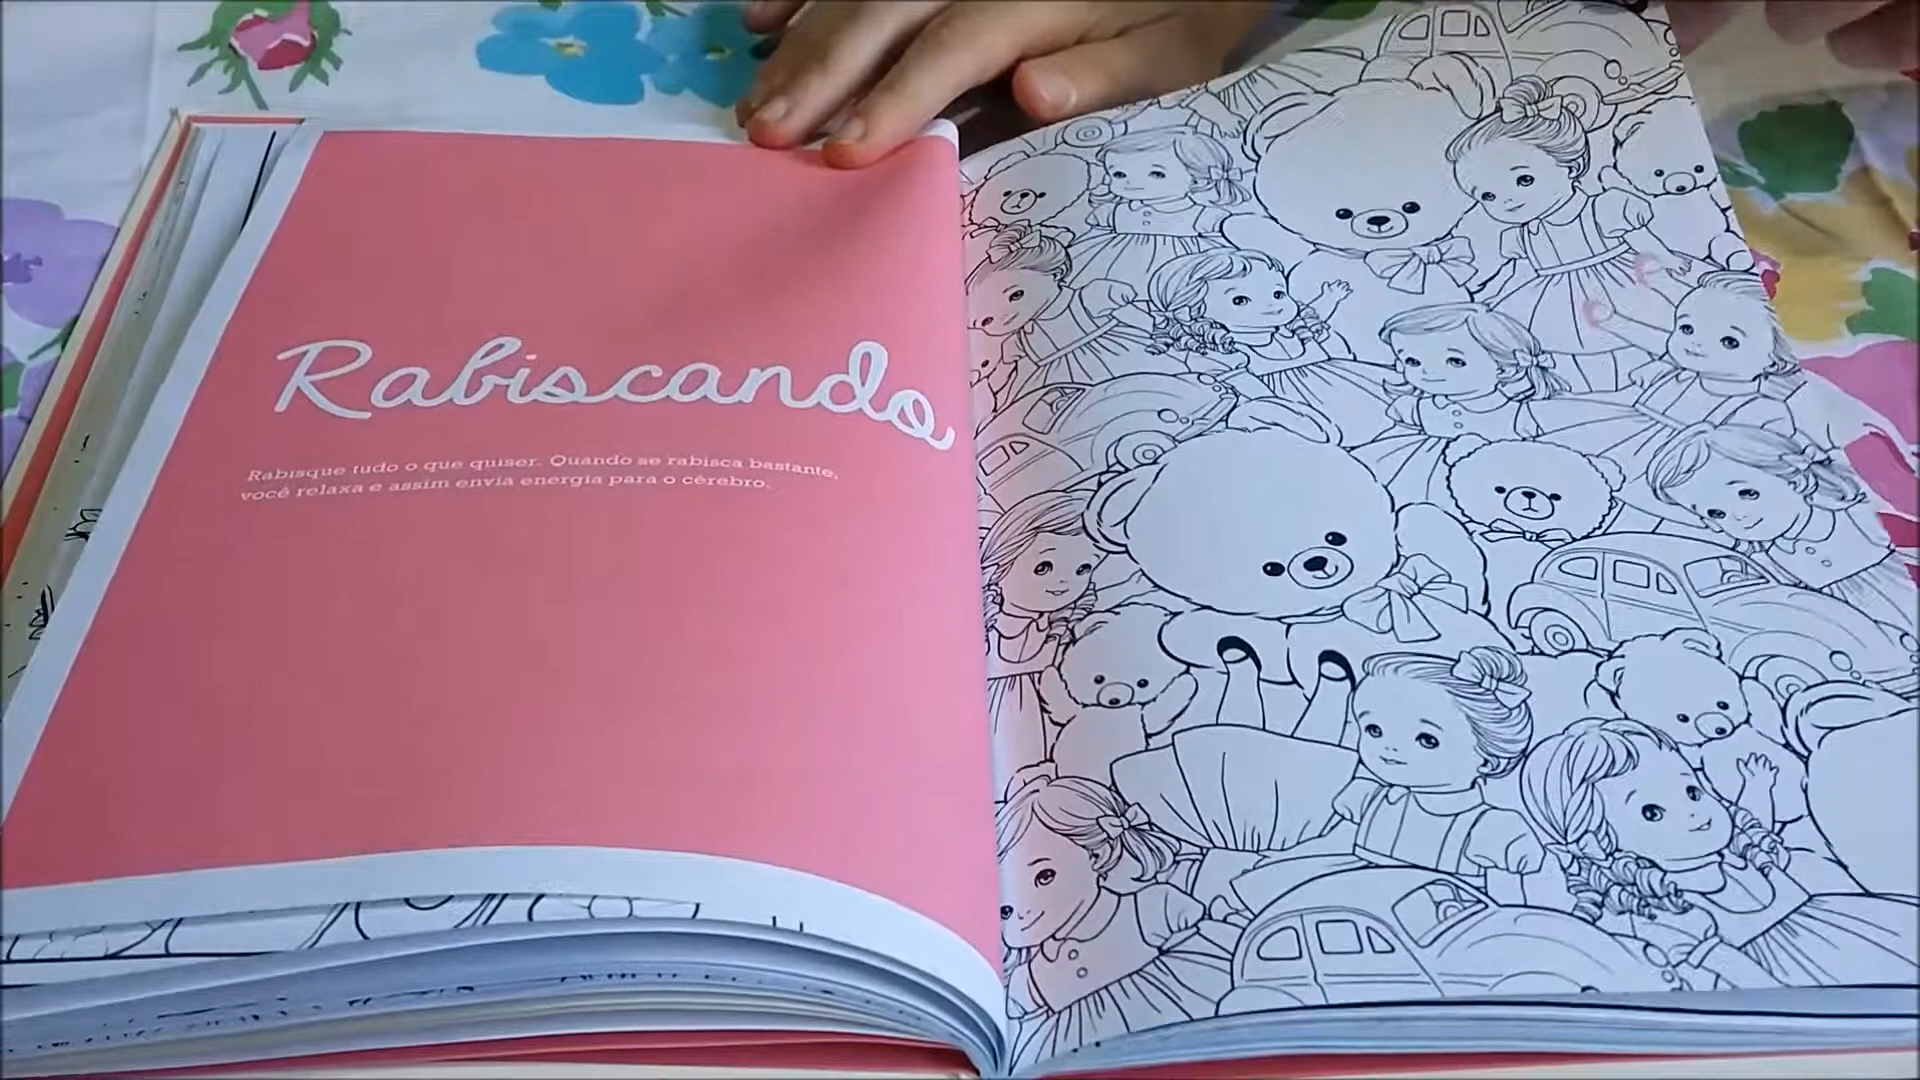 Rabiscando
Rabisque tudo o que quiser. Quando se rabisca bastante,
você relaxa e assim envia energia para o cérebro.